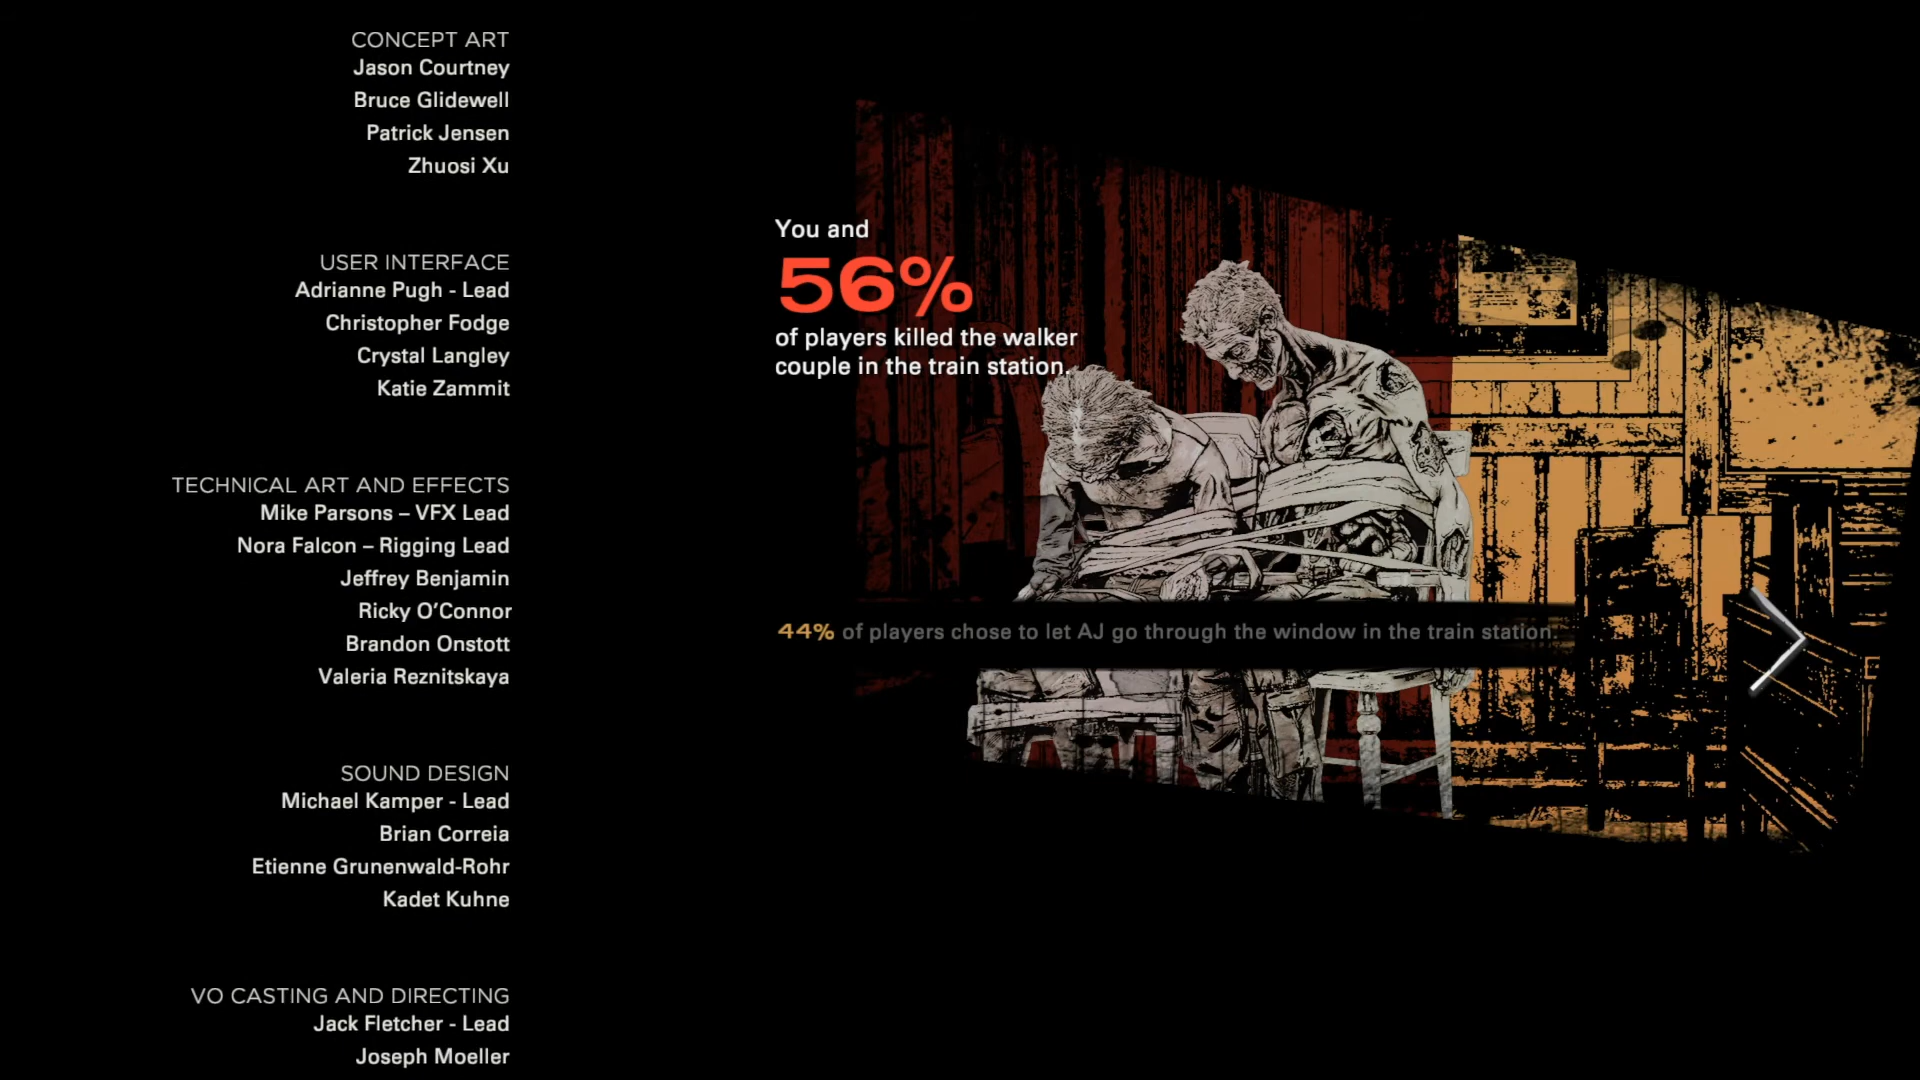 CONCEPT ART
Jason Courtney
Bruce Glidewell
Patrick Jensen
Zhuosi Xu
USER INTERFACE
Adrianne Pugh - Lead
Christopher Fodge
Crystal Langley
Katie Zammit
TECHNICAL ART AND EFFECTS
Mike Parsons – VFX Lead
Nora Falcon – Rigging Lead
Jeffrey Benjamin
Ricky O’Connor
Brandon Onstott
Valeria Reznitskaya
SOUND DESIGN
Michael Kamper - Lead
Brian Correia
Etienne Grunenwald-Rohr
Kadet Kuhne
VO CASTING AND DIRECTING
Jack Fletcher - Lead
Joseph Moeller
You and
56%
of players killed the walker
couple in the train station.
44% of players chose to let AJ go through the window in the train station.